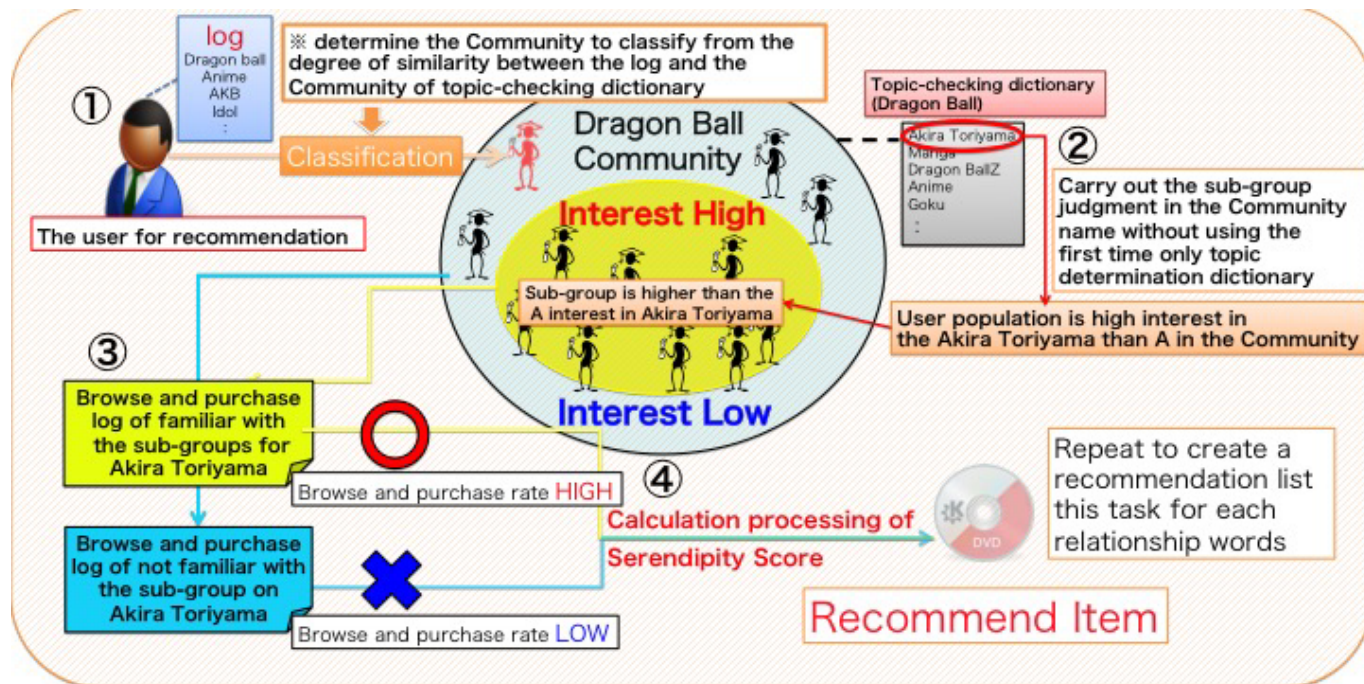 log
Dragon ball
Anime
AKB
Idol
:
①
※ determine the Community to classify from the
degree of similarity between the log and the
Community of topic-checking dictionary
Classification
The user for recommendation
Dragon Ball
Community
Interest High
Sub-group is higher than the
A interest in Akira Toriyama
Interest Low
Topic-checking dictionary
(Dragon Ball)
Akira Toriyama
Manga
Dragon BallZ
Anime
Goku
:
②
Carry out the sub-group
judgment in the Community
name without using the
first time only topic
determination dictionary
User population is high interest in
the Akira Toriyama than A in the Community
③
Browse and purchase
log of familiar with
the sub-groups for
Akira Toriyama
Browse and purchase rate HIGH
Browse and purchase
log of not familiar with
the sub-group on
Akira Toriyama
Browse and purchase rate LOW
④
Calculation processing of
Serendipity Score
K
DVD
Repeat to create a
recommendation list
this task for each
relationship words
Recommend Item